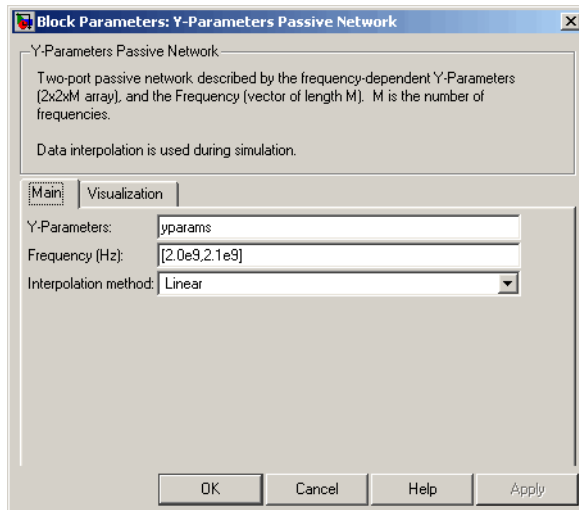 Block Parameters: Y-Parameters Passive Network
Y-Parameters Passive Network
Two-port passive network described by the frequency-dependent Y-Parameters
(2x2xM array), and the Frequency (vector of length M).  M is the number of
frequencies.
Data interpolation is used during simulation.
Main Visualization
Y-Parameters: yparams
Frequency (Hz): [2.0e9,2.1e9]
Interpolation method: Linear
OK Cancel Help Apply